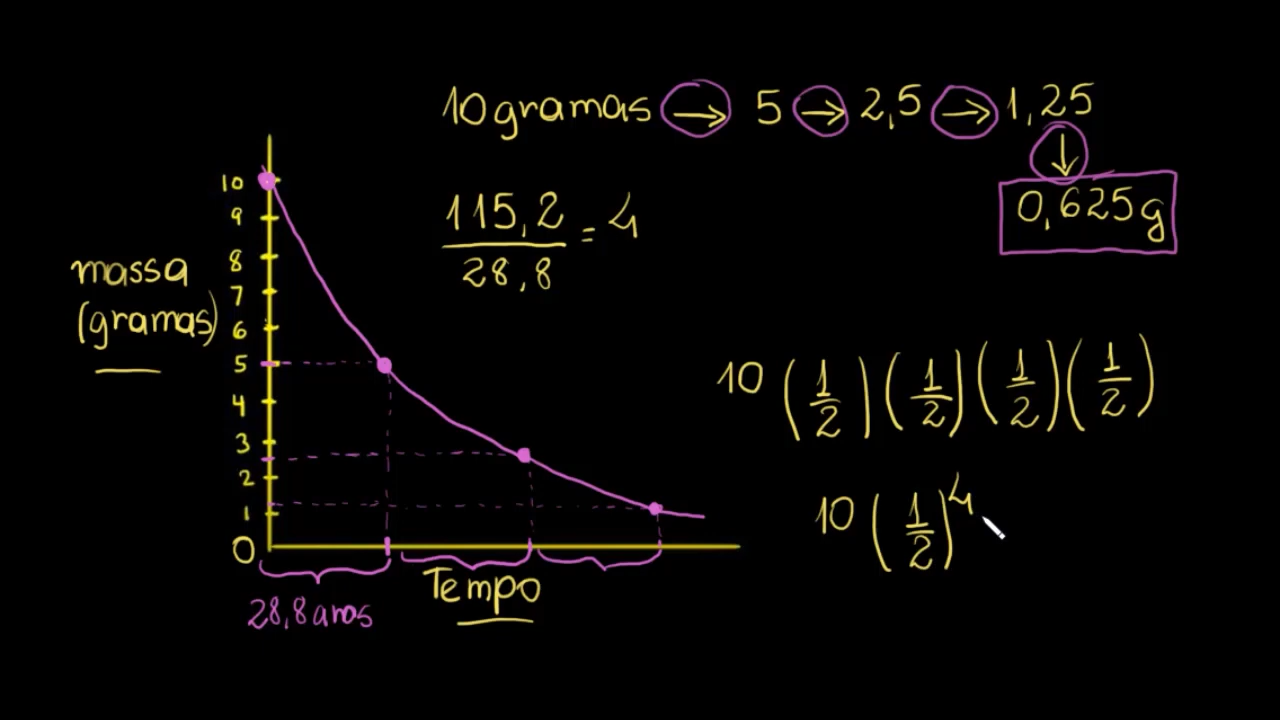 10 gramas → 5 → 2,5 → 1,25
↓
0,625g
115,2
28,8
= 4
massa
(gramas)
10
9
8
7
6
5
4
3
2
1
0
28,8 anos
Tempo
10 (1/2) (1/2) (1/2) (1/2)
10 (1/2)^4